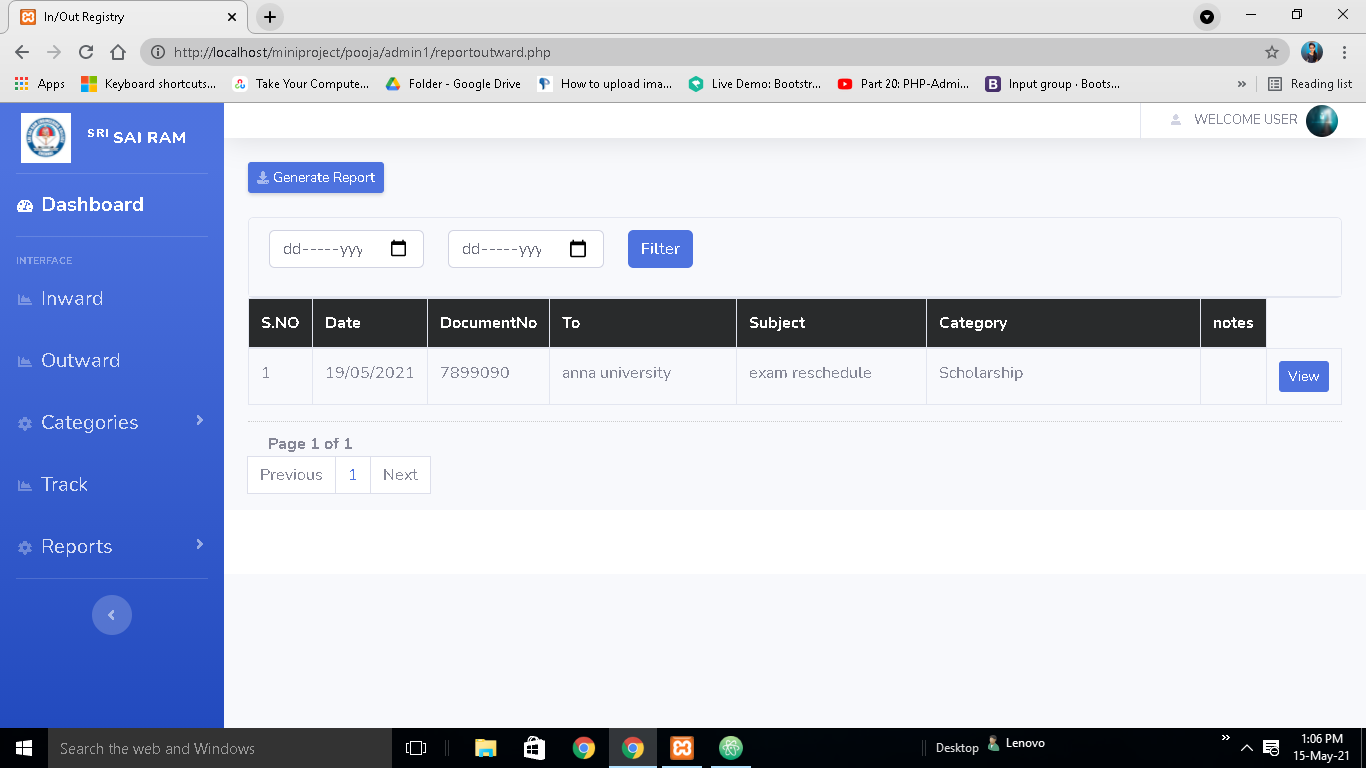 In/Out Registry
http://localhost/miniproject/pooja/admin1/reportoutward.php
Apps Keyboard shortcuts... Take Your Compute... Folder - Google Drive How to upload ima... Live Demo: Bootstr... Part 20: PHP-Admi... Input group · Boots... » Reading list
SRI SAI RAM
WELCOME USER
Generate Report
Dashboard
dd-----yyy dd-----yyy Filter
INTERFACE
Inward
Outward
Categories
Track
Reports
S.NO Date DocumentNo To Subject Category notes
1 19/05/2021 7899090 anna university exam reschedule Scholarship View
Page 1 of 1
Previous 1 Next
Search the web and Windows
Desktop
Lenovo
1:06 PM
15-May-21